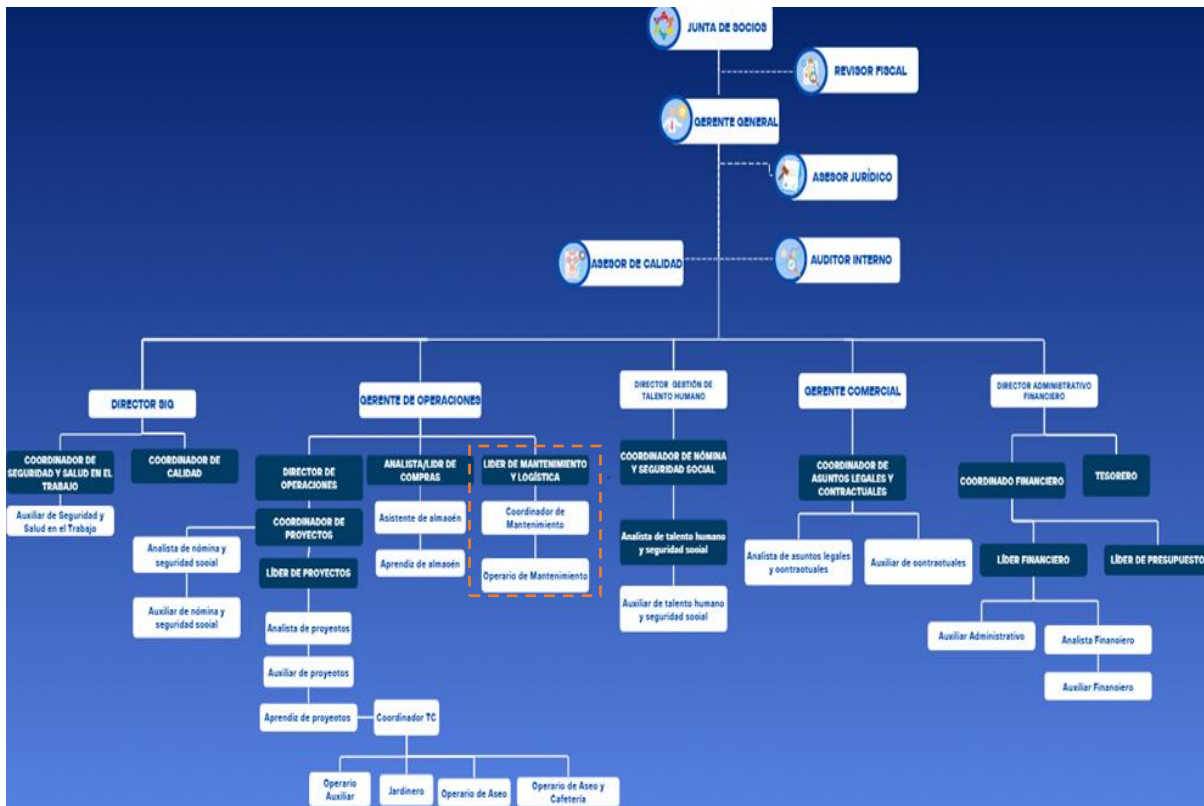 JUNTA DE SOCIOS
REVISOR FISCAL
GERENTE GENERAL
ASESOR JURÍDICO
ASESOR DE CALIDAD
AUDITOR INTERNO
DIRECTOR SIG
GERENTE DE OPERACIONES
DIRECTOR GESTIÓN DE
TALENTO HUMANO
GERENTE COMERCIAL
DIRECTOR ADMINISTRATIVO
FINANCIERO
COORDINADOR DE
SEGURIDAD Y SALUD EN EL
TRABAJO
COORDINADOR DE
CALIDAD
DIRECTOR DE
OPERACIONES
ANALISTA/LIDR DE
COMPRAS
LIDER DE MANTENIMIENTO
Y LOGÍSTICA
COORDINADOR DE NÓMINA
Y SEGURIDAD SOCIAL
COORDINADOR DE
ASUNTOS LEGALES Y
CONTRACTUALES
COORDINADO FINANCIERO
TESORERO
Auxiliar de Seguridad y
Salud en el Trabajo
COORDINADOR DE
PROYECTOS
Asistente de almacén
Coordinador de
Mantenimiento
Analista de nómina y
seguridad social
Analista de talento humano
y seguridad social
Analista de asuntos legales
y contractuales
Auxiliar de contractuales
LÍDER FINANCIERO
LÍDER DE PRESUPUESTO
LÍDER DE PROYECTOS
Aprendiz de almacén
Operario de Mantenimiento
Auxiliar de nómina y
seguridad social
Auxiliar de talento humano
y seguridad social
Analista de proyectos
Auxiliar Administrativo
Analista Financiero
Auxiliar de proyectos
Auxiliar Financiero
Aprendiz de proyectos
Coordinador TC
Operario
Auxiliar
Jardinero
Operario de Aseo
Operario de Aseo y
Cafetería